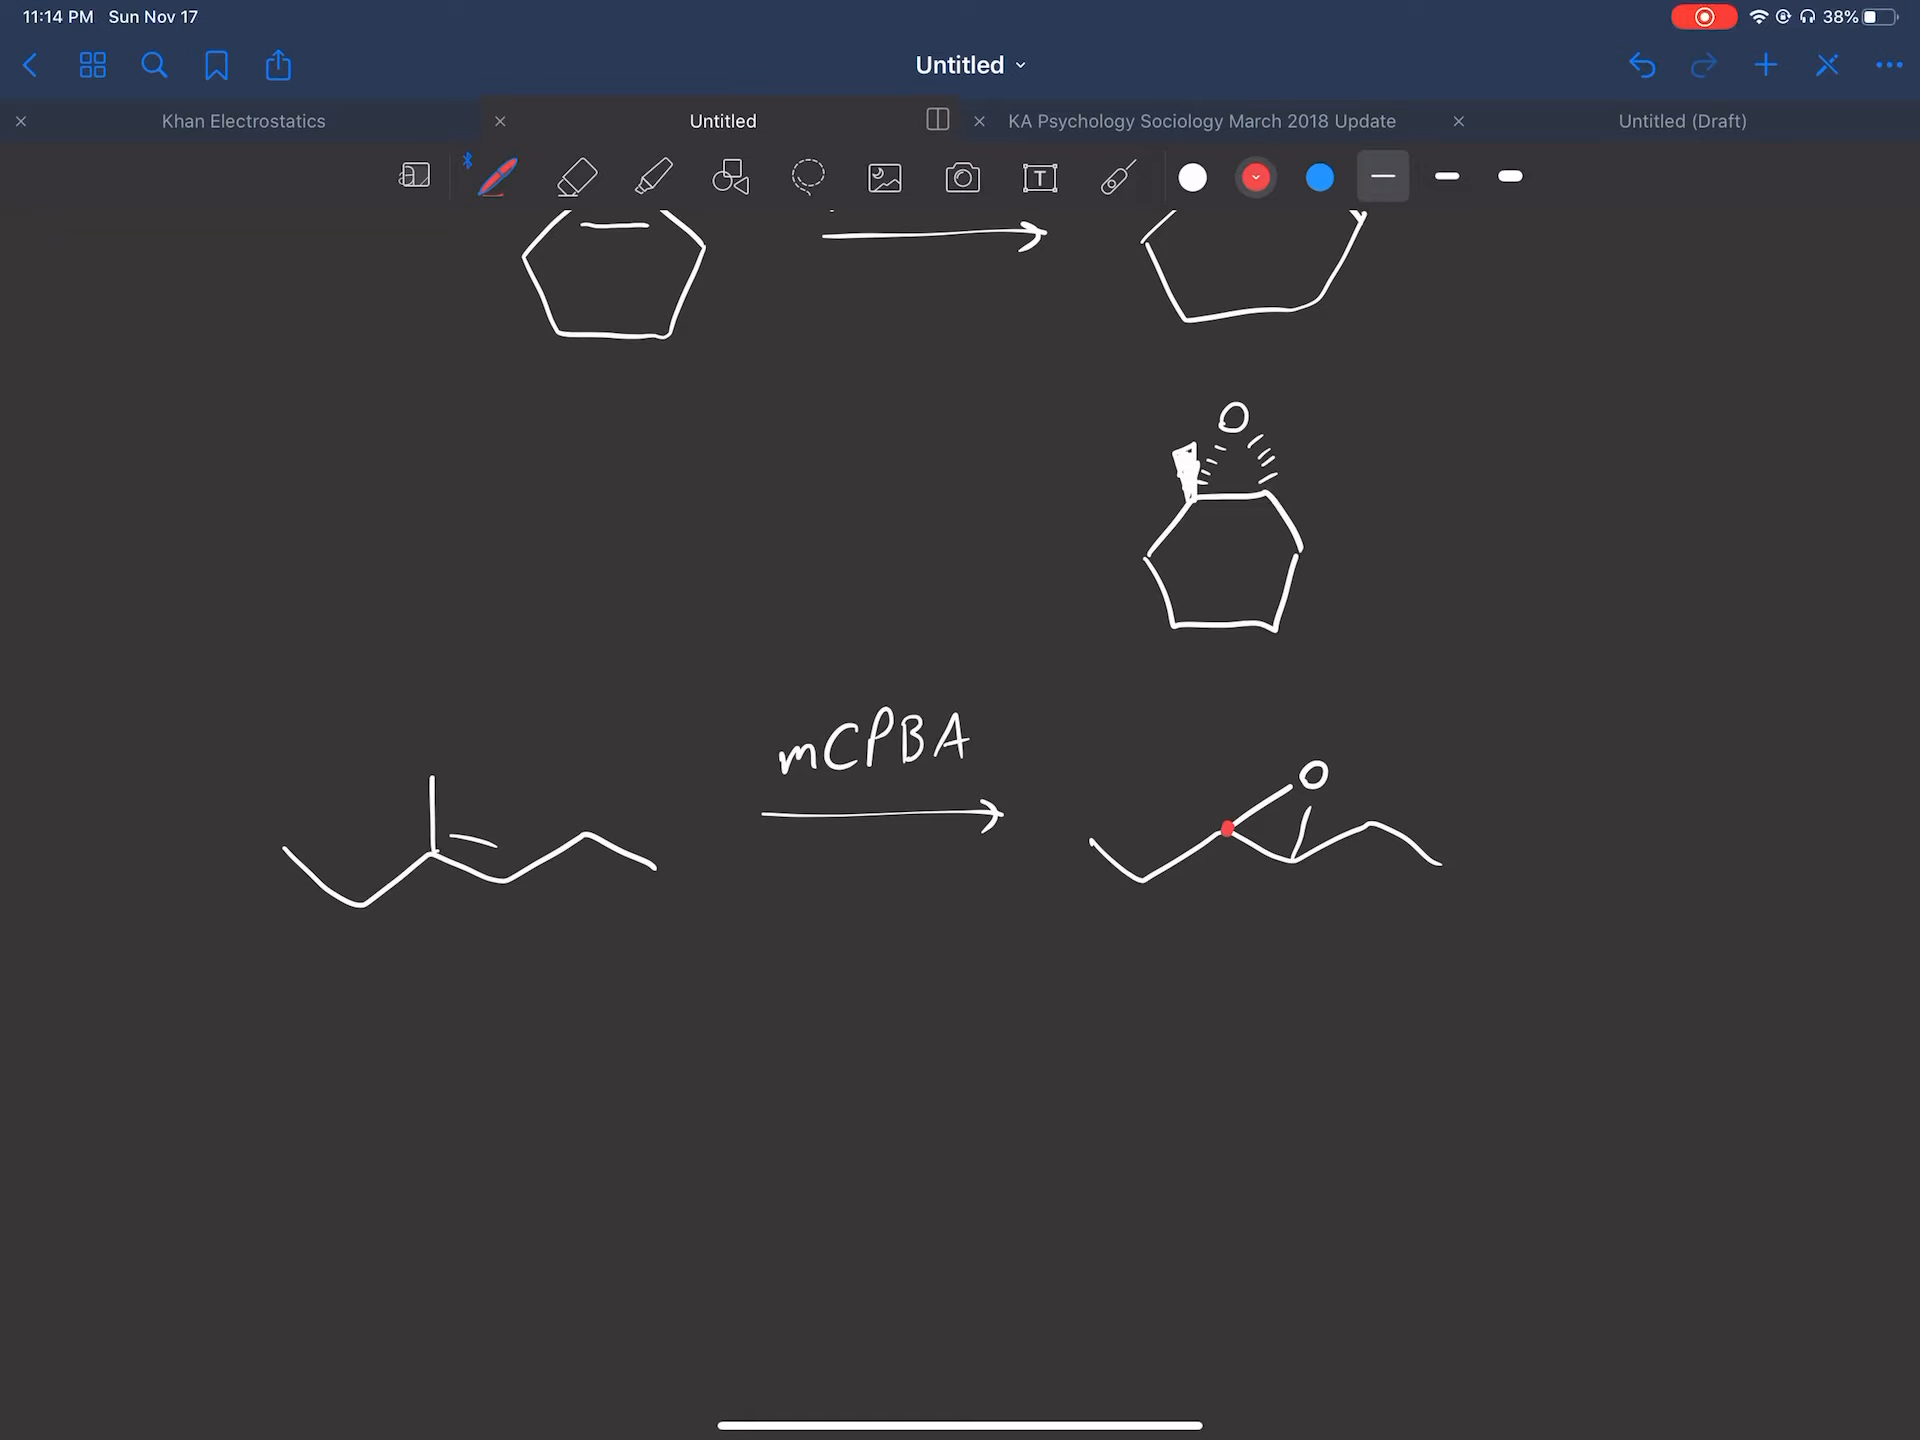 11:14 PM Sun Nov 17
38%
Untitled
Khan Electrostatics
Untitled
KA Psychology Sociology March 2018 Update
Untitled (Draft)
T
O
mCPBA
O